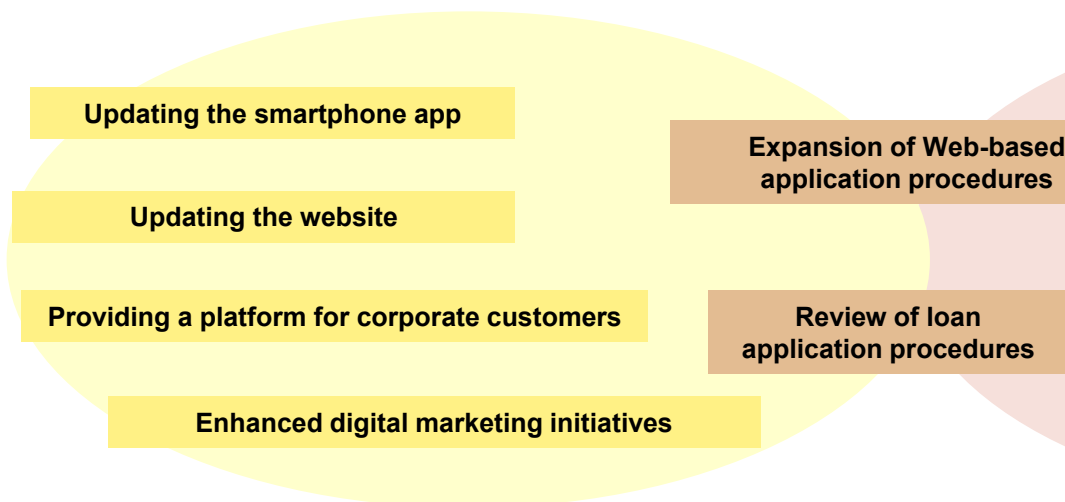 Updating the smartphone app
Expansion of Web-based
application procedures
Updating the website
Providing a platform for corporate customers
Review of loan
application procedures
Enhanced digital marketing initiatives